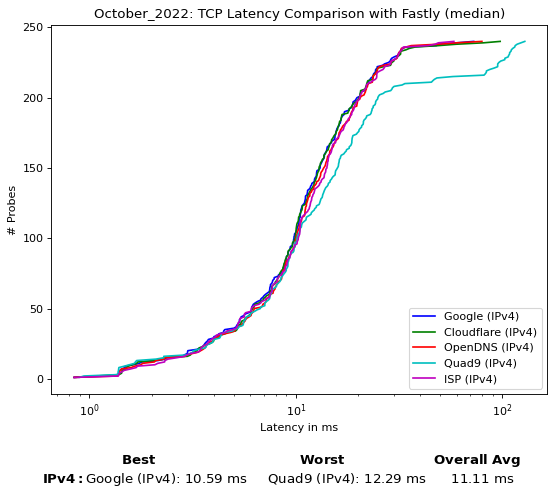 October_2022: TCP Latency Comparison with Fastly (median)
250
200
150
100
50
0
# Probes
10^0 10^1 10^2
Latency in ms
Google (IPv4)
Cloudflare (IPv4)
OpenDNS (IPv4)
Quad9 (IPv4)
ISP (IPv4)
Best Worst Overall Avg
IPv4: Google (IPv4): 10.59 ms Quad9 (IPv4): 12.29 ms 11.11 ms